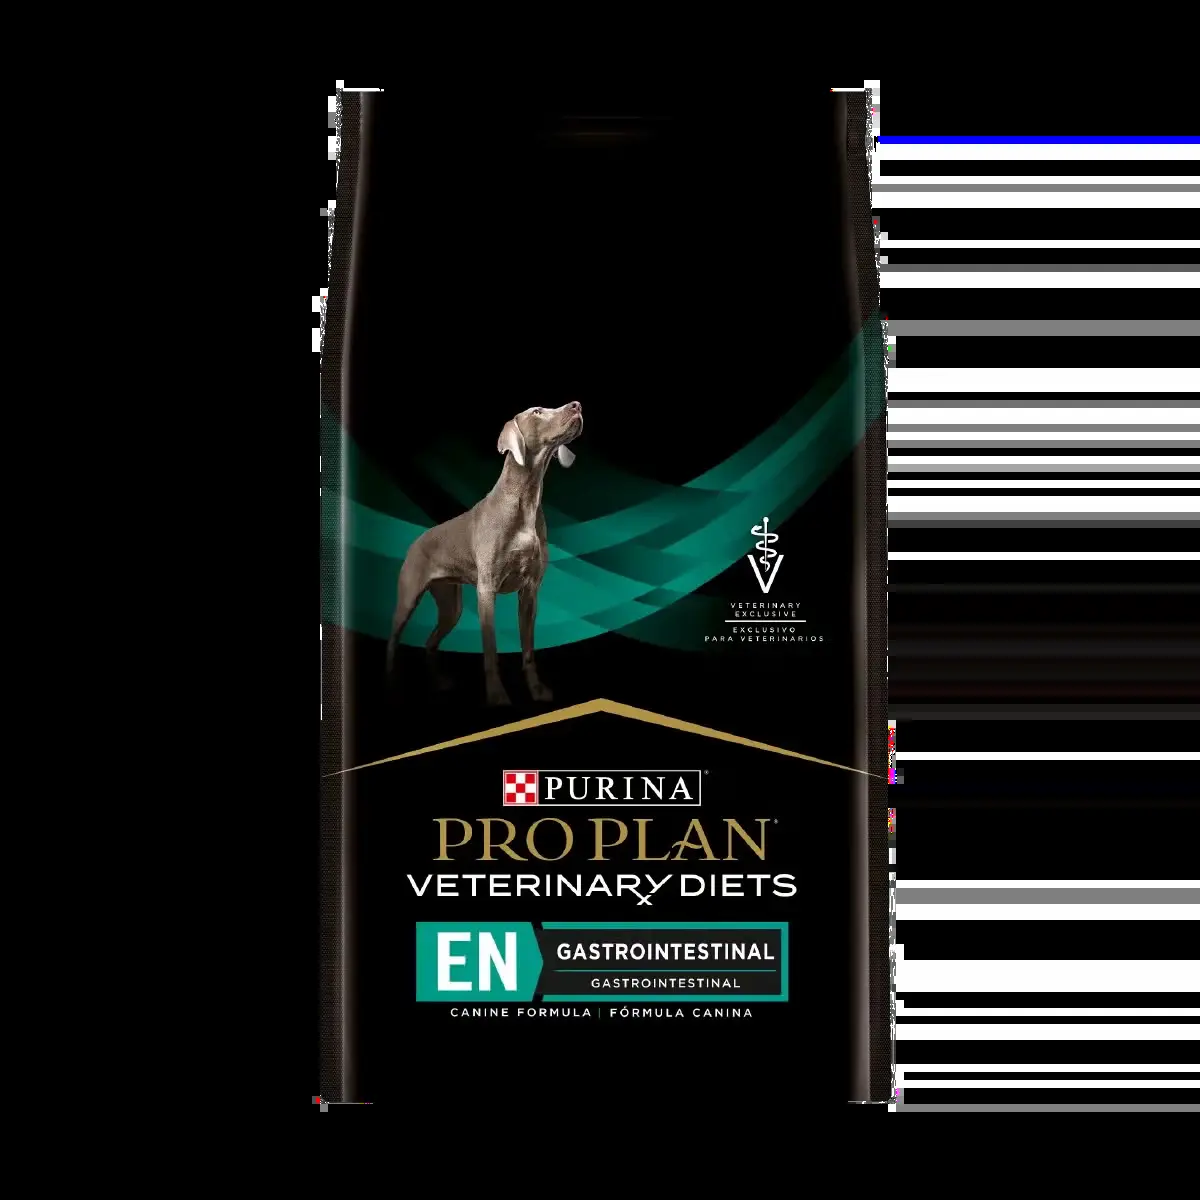 VETERINARY
EXCLUSIVE
EXCLUSIVO
PARA VETERINARIOS
PURINA®
PRO PLAN®
VETERINARY DIETS
EN GASTROINTESTINAL
GASTROINTESTINAL
CANINE FORMULA | FÓRMULA CANINA